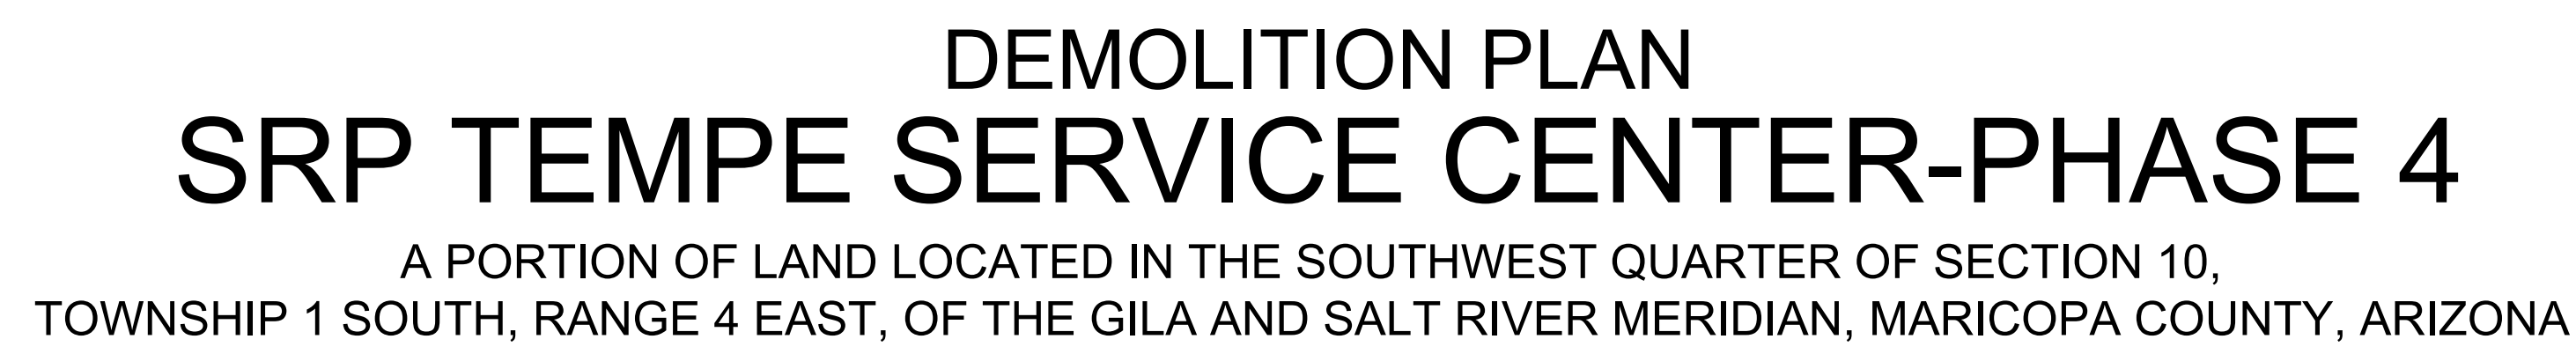 DEMOLITION PLAN
SRP TEMPE SERVICE CENTER-PHASE 4
A PORTION OF LAND LOCATED IN THE SOUTHWEST QUARTER OF SECTION 10,
TOWNSHIP 1 SOUTH, RANGE 4 EAST, OF THE GILA AND SALT RIVER MERIDIAN, MARICOPA COUNTY, ARIZONA